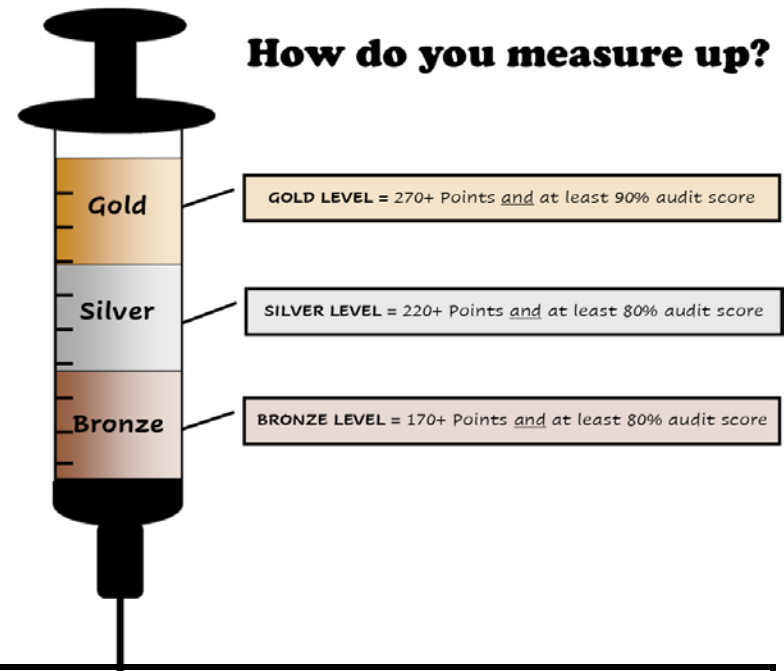 How do you measure up?
Gold
GOLD LEVEL = 270+ Points and at least 90% audit score
Silver
SILVER LEVEL = 220+ Points and at least 80% audit score
Bronze
BRONZE LEVEL = 170+ Points and at least 80% audit score